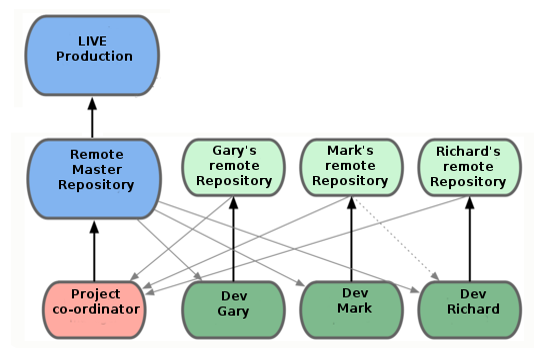 LIVE
Production
Remote
Master
Repository
Gary's
remote
Repository
Mark's
remote
Repository
Richard's
remote
Repository
Project
co-ordinator
Dev
Gary
Dev
Mark
Dev
Richard